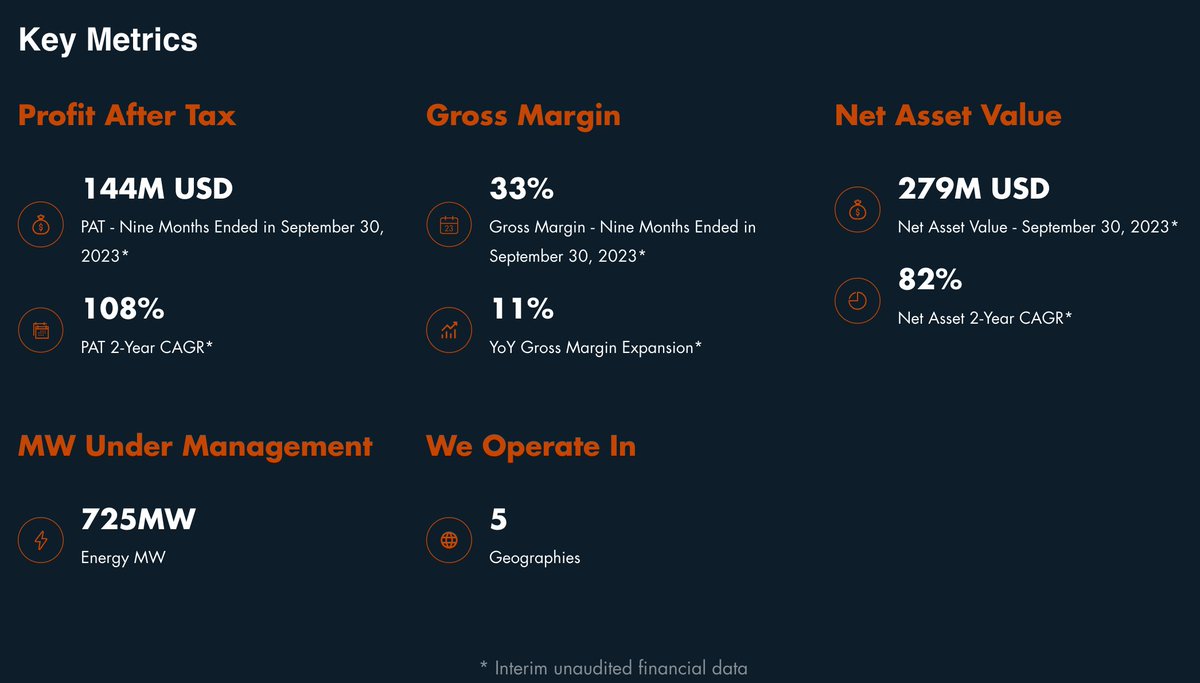 Key Metrics
Profit After Tax
144M USD
PAT - Nine Months Ended in September 30,
2023*
108%
PAT 2-Year CAGR*
Gross Margin
23
33%
Gross Margin - Nine Months Ended in
September 30, 2023*
11%
YoY Gross Margin Expansion*
Net Asset Value
279M USD
Net Asset Value - September 30, 2023*
82%
Net Asset 2-Year CAGR*
MW Under Management
725MW
Energy MW
We Operate In
5
Geographies
* Interim unaudited financial data